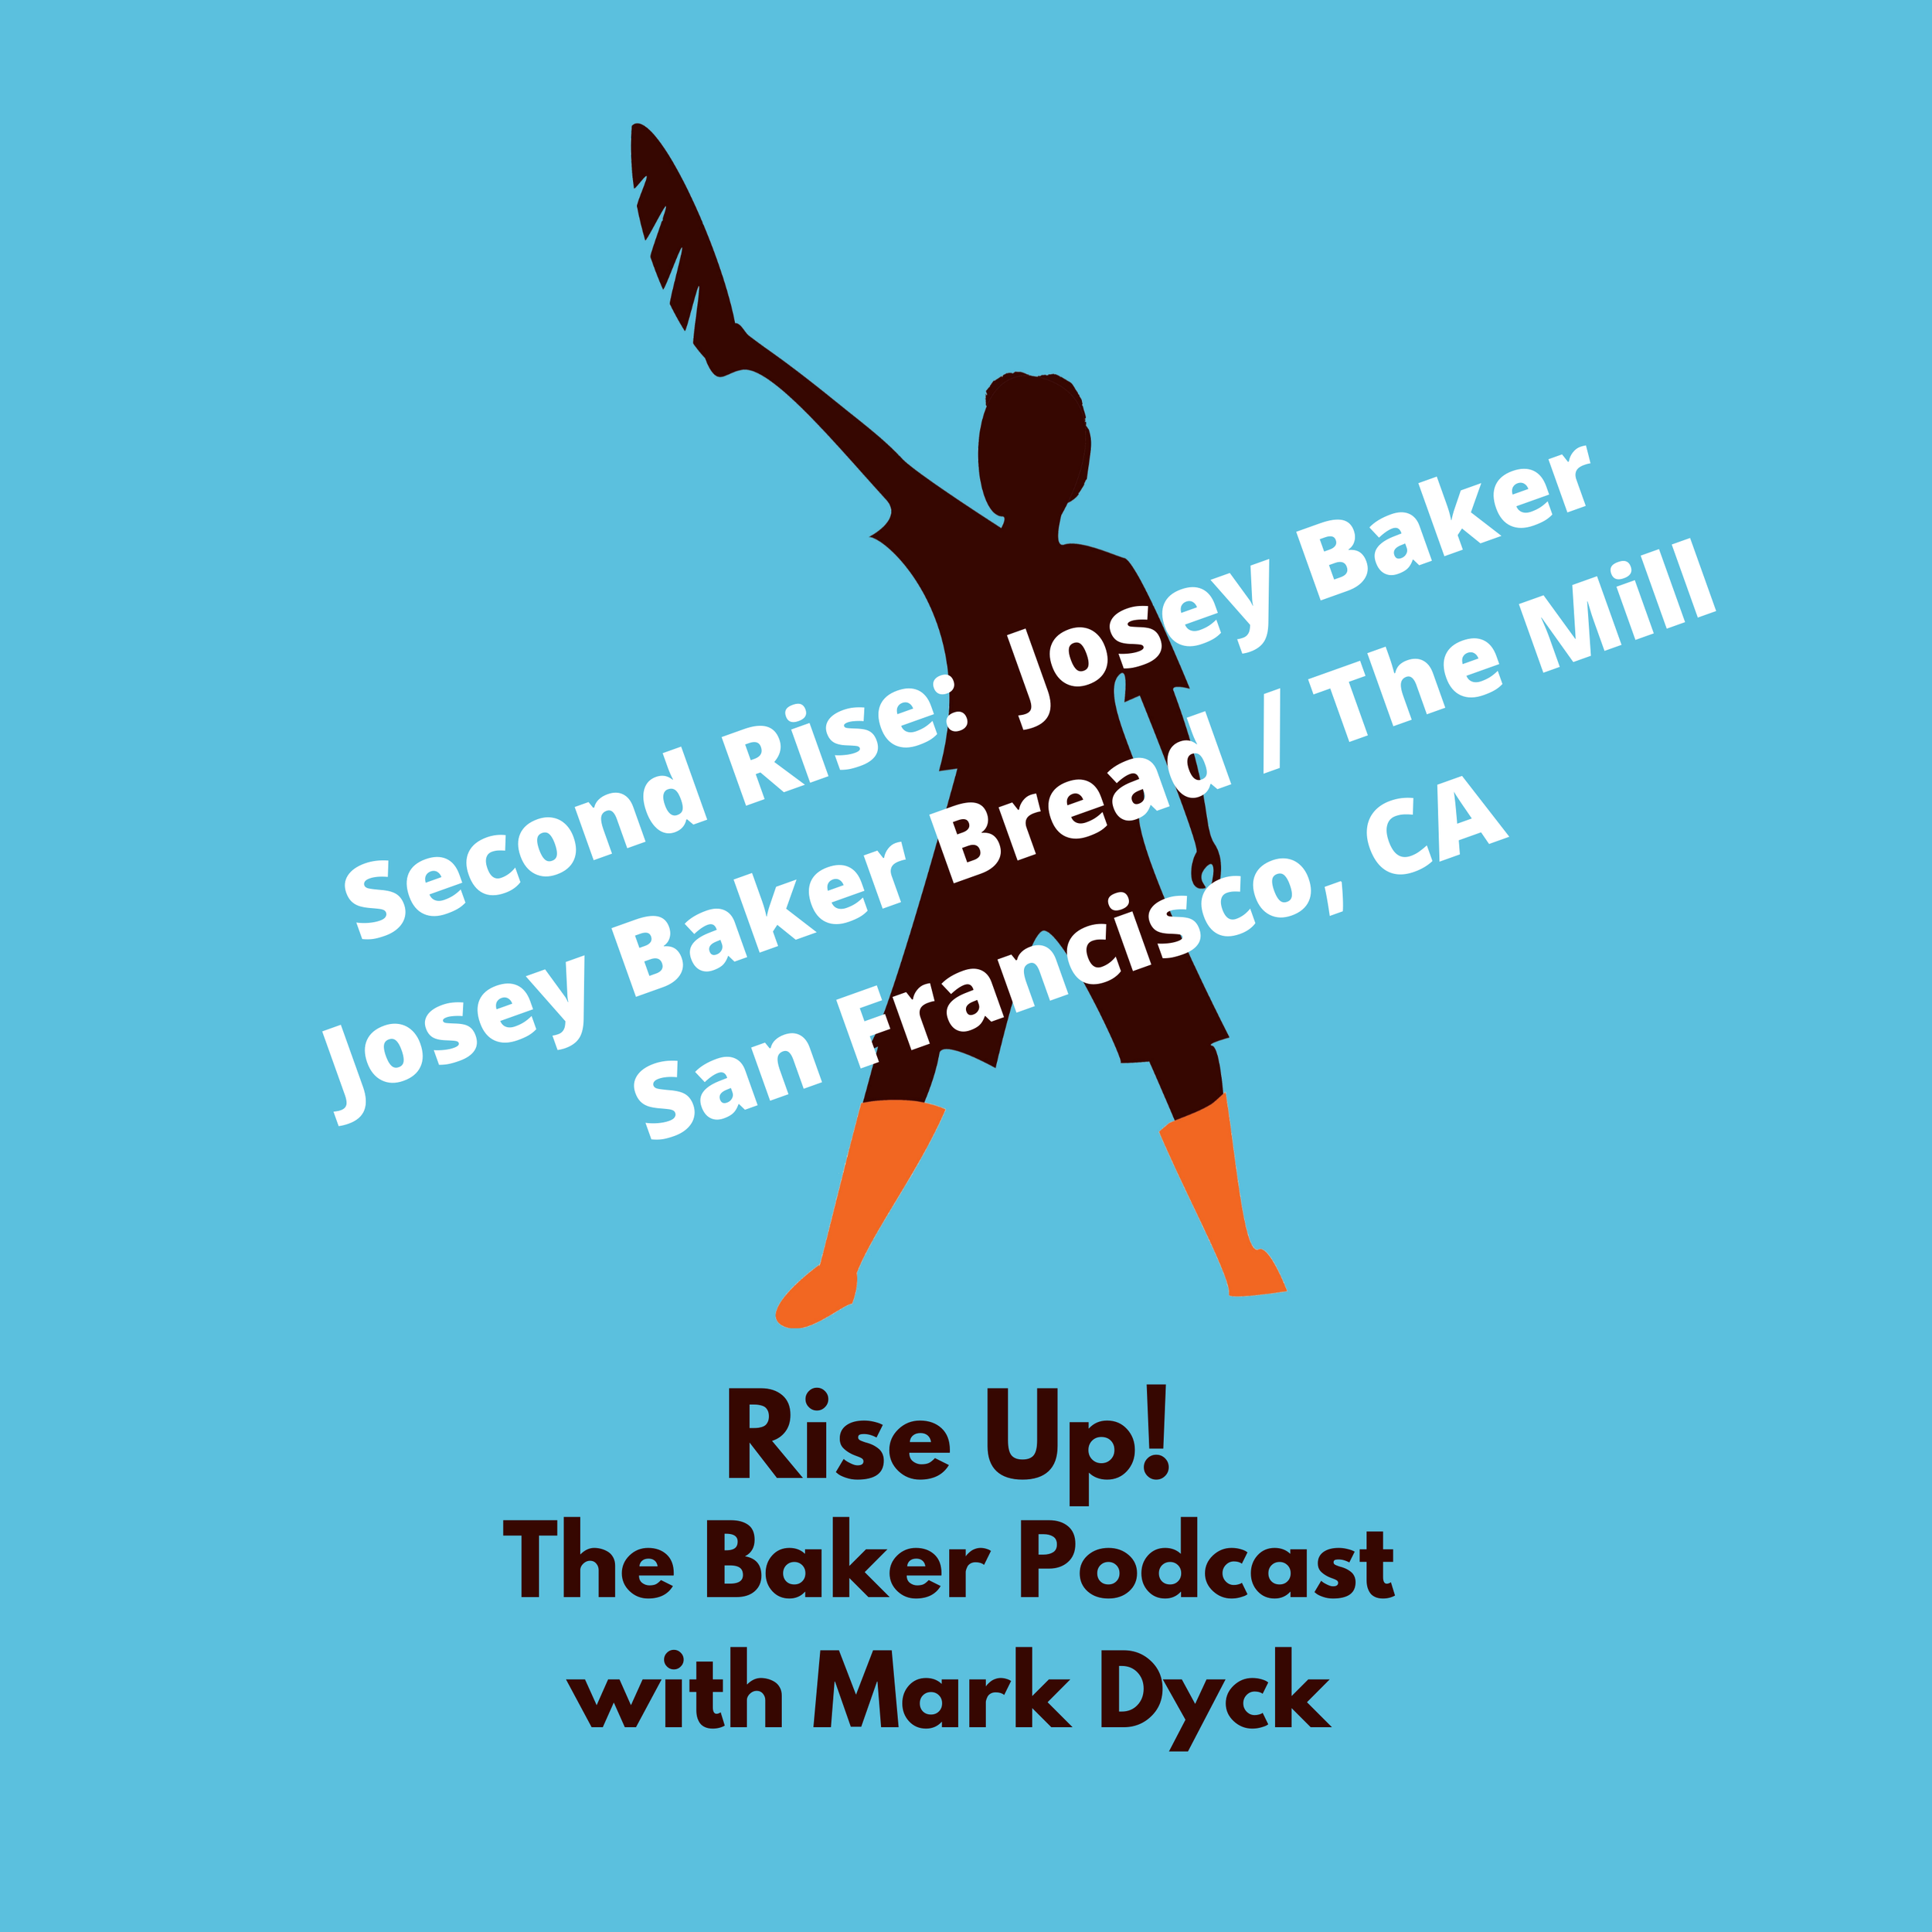 Second Rise: Josey Baker
Josey Baker Bread / The Mill
San Francisco, CA
Rise Up!
The Baker Podcast
with Mark Dyck